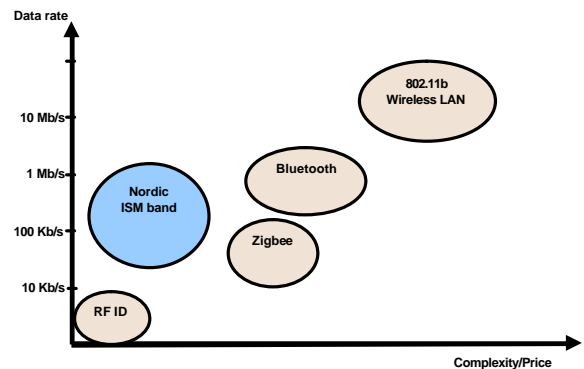 Data rate
802.11b
Wireless LAN
10 Mb/s
Bluetooth
1 Mb/s
Nordic
ISM band
100 Kb/s
Zigbee
10 Kb/s
RF ID
Complexity/Price